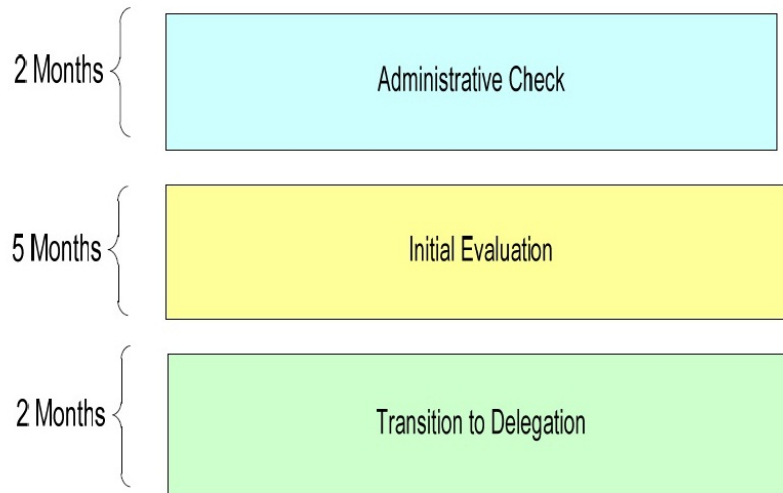 2 Months
Administrative Check
5 Months
Initial Evaluation
2 Months
Transition to Delegation